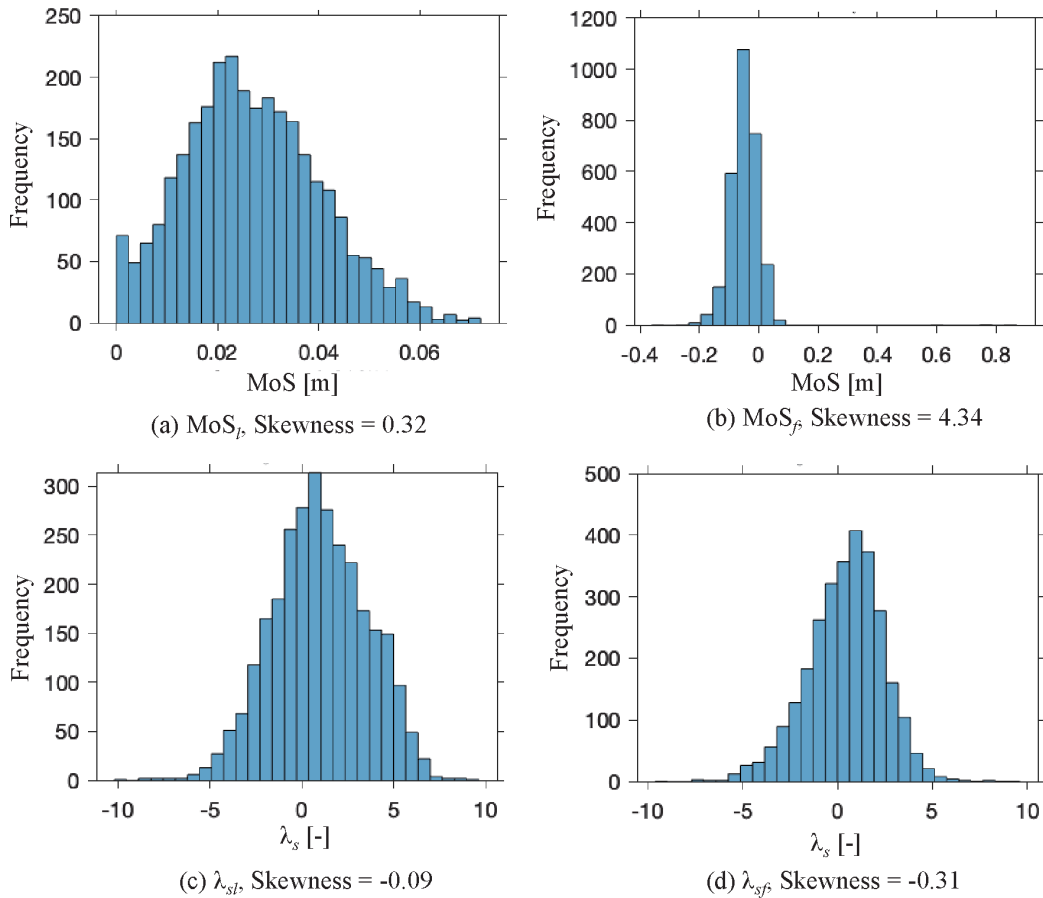 250
200
150
100
50
0
Frequency
0 0.02 0.04 0.06
MoS [m]
(a) MoSl, Skewness = 0.32
1200
1000
800
600
400
200
0
Frequency
-0.4 -0.2 0 0.2 0.4 0.6 0.8
MoS [m]
(b) MoSf, Skewness = 4.34
300
250
200
150
100
50
0
Frequency
-10 -5 0 5 10
λs [-]
(c) λsl, Skewness = -0.09
500
400
300
200
100
0
Frequency
-10 -5 0 5 10
λs [-]
(d) λsf, Skewness = -0.31